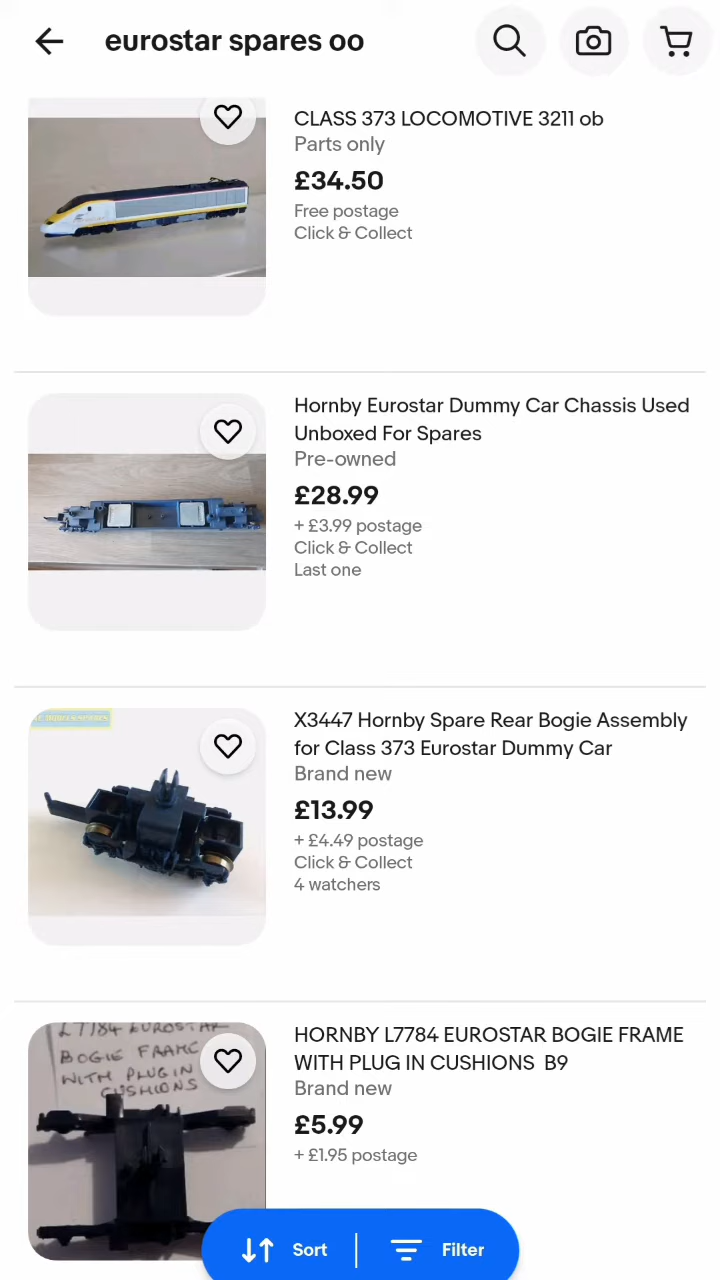 eurostar spares oo
CLASS 373 LOCOMOTIVE 3211 ob
Parts only
£34.50
Free postage
Click & Collect
Hornby Eurostar Dummy Car Chassis Used
Unboxed For Spares
Pre-owned
£28.99
+ £3.99 postage
Click & Collect
Last one
X3447 Hornby Spare Rear Bogie Assembly
for Class 373 Eurostar Dummy Car
Brand new
£13.99
+ £4.49 postage
Click & Collect
4 watchers
L7784 EUROSTAR
BOGIE FRAME
WITH PLUG IN
CUSHIONS
HORNBY L7784 EUROSTAR BOGIE FRAME
WITH PLUG IN CUSHIONS B9
Brand new
£5.99
+ £1.95 postage
Sort
Filter